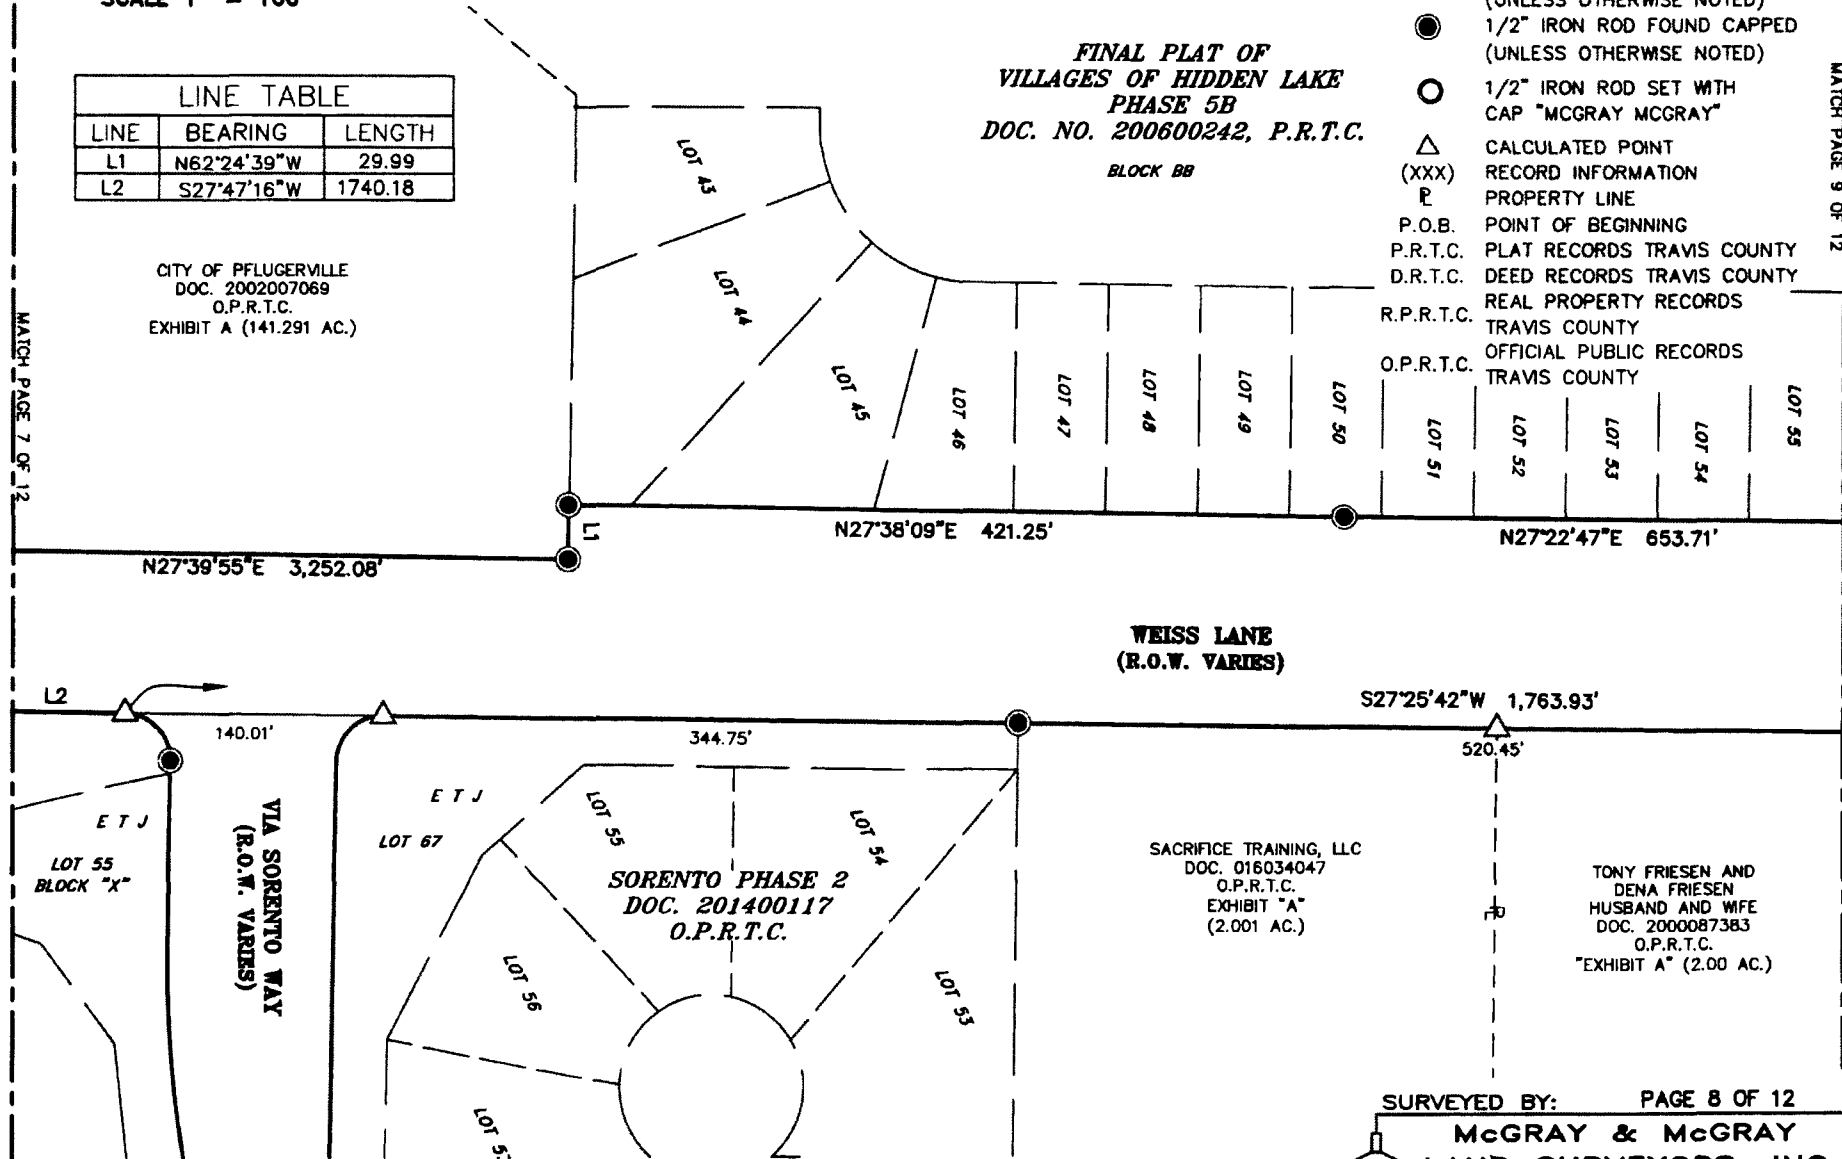 SCALE 1" = 100'
LINE TABLE
LINE BEARING LENGTH
L1 N62°24'39"W 29.99
L2 S27°47'16"W 1740.18
CITY OF PFLUGERVILLE
DOC. 2002007069
O.P.R.T.C.
EXHIBIT A (141.291 AC.)
MATCH PAGE 7 OF 12
FINAL PLAT OF
VILLAGES OF HIDDEN LAKE
PHASE 5B
DOC. NO. 200600242, P.R.T.C.
BLOCK BB
(UNLESS OTHERWISE NOTED)
1/2" IRON ROD FOUND CAPPED
(UNLESS OTHERWISE NOTED)
1/2" IRON ROD SET WITH
CAP "MCGRAY MCGRAY"
CALCULATED POINT
(XXX) RECORD INFORMATION
PROPERTY LINE
P.O.B. POINT OF BEGINNING
P.R.T.C. PLAT RECORDS TRAVIS COUNTY
D.R.T.C. DEED RECORDS TRAVIS COUNTY
R.P.R.T.C. REAL PROPERTY RECORDS
TRAVIS COUNTY
O.P.R.T.C. OFFICIAL PUBLIC RECORDS
TRAVIS COUNTY
MATCH PAGE 9 OF 12
LOT 43
LOT 44
LOT 45
LOT 46
LOT 47
LOT 48
LOT 49
LOT 50
LOT 51
LOT 52
LOT 53
LOT 54
LOT 55
L1
N27°38'09"E 421.25'
N27°22'47"E 653.71'
N27°39'55"E 3,252.08'
WEISS LANE
(R.O.W. VARIES)
L2
S27°25'42"W 1,763.93'
140.01'
344.75'
520.45'
E T J
LOT 55
BLOCK "X"
VIA SORENTO WAY
(R.O.W. VARIES)
E T J
LOT 67
LOT 55
LOT 54
SORENTO PHASE 2
DOC. 201400117
O.P.R.T.C.
LOT 56
LOT 53
LOT 57
SACRIFICE TRAINING, LLC
DOC. 016034047
O.P.R.T.C.
EXHIBIT "A"
(2.001 AC.)
TONY FRIESEN AND
DENA FRIESEN
HUSBAND AND WIFE
DOC. 2000087383
O.P.R.T.C.
"EXHIBIT A" (2.00 AC.)
SURVEYED BY: PAGE 8 OF 12
McGRAY & McGRAY
LAND SURVEYORS, INC